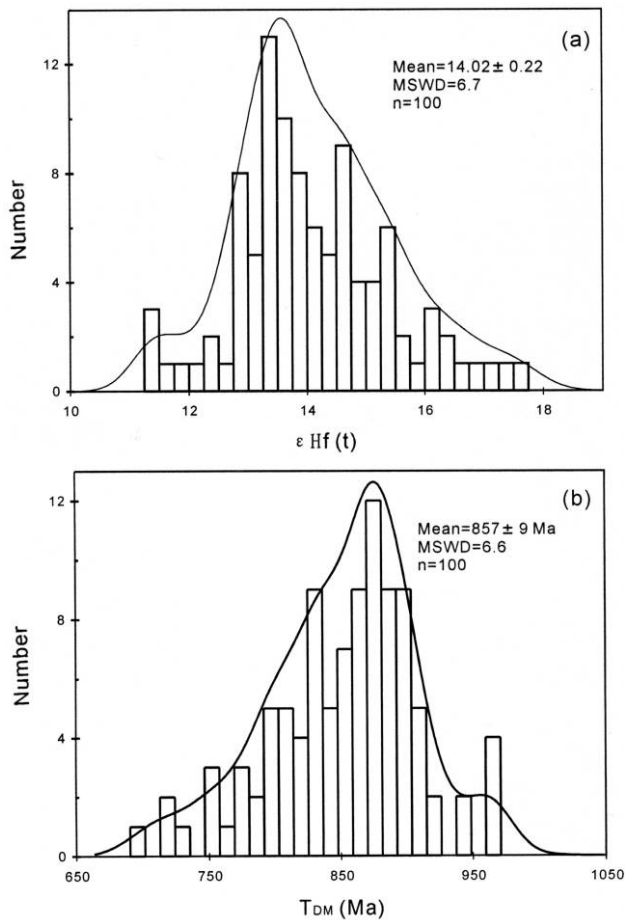 (a)
Mean=14.02± 0.22
MSWD=6.7
n=100
Number
12
8
4
0
10 12 14 16 18
ε Hf (t)
(b)
Mean=857± 9 Ma
MSWD=6.6
n=100
Number
12
8
4
0
650 750 850 950 1050
TDM (Ma)